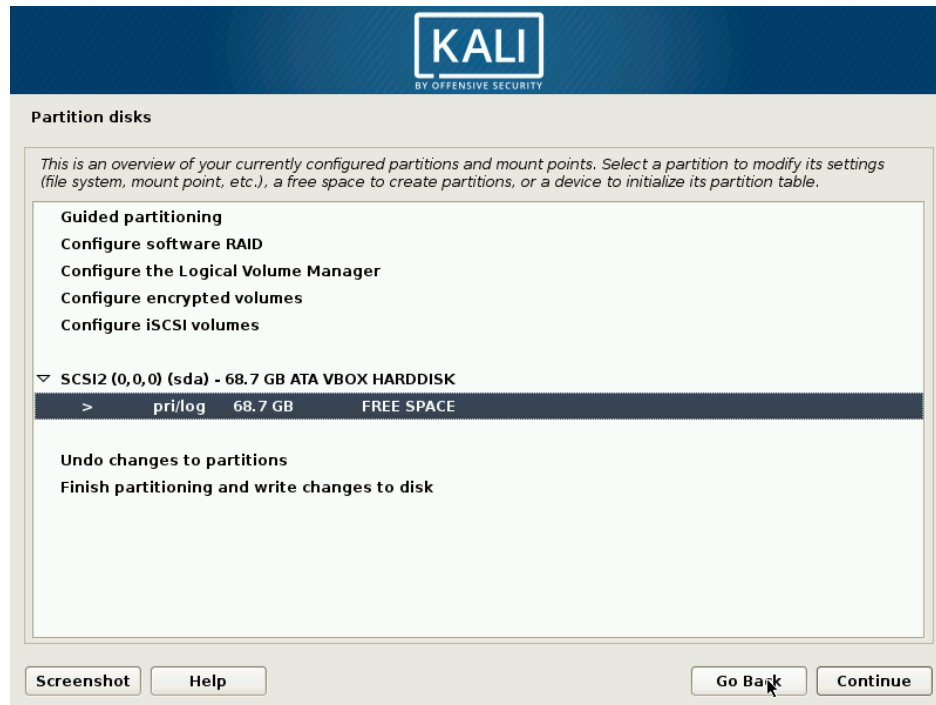 KALI
BY OFFENSIVE SECURITY
Partition disks
This is an overview of your currently configured partitions and mount points. Select a partition to modify its settings
(file system, mount point, etc.), a free space to create partitions, or a device to initialize its partition table.
Guided partitioning
Configure software RAID
Configure the Logical Volume Manager
Configure encrypted volumes
Configure iSCSI volumes
SCSI2 (0,0,0) (sda) - 68.7 GB ATA VBOX HARDDISK
> pri/log 68.7 GB FREE SPACE
Undo changes to partitions
Finish partitioning and write changes to disk
Screenshot Help Go Back Continue